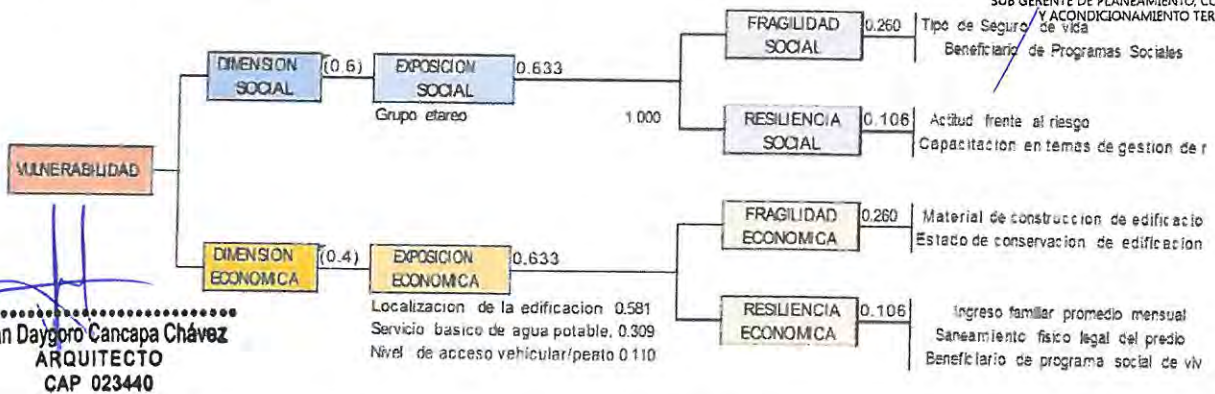 SUB GERENTE DE PLANEAMIENTO, CO
Y ACONDICIONAMIENTO TER
VULNERABILIDAD
DIMENSION
SOCIAL
(0.6)
EXPOSICION
SOCIAL
0.633
Grupo etareo
1.000
FRAGILIDAD
SOCIAL
0.260
Tipo de Seguro de vida
Beneficiario de Programas Sociales
RESILIENCIA
SOCIAL
0.106
Actitud frente al riesgo
Capacitacion en temas de gestion de r
DIMENSION
ECONOMICA
(0.4)
EXPOSICION
ECONOMICA
0.633
Localizacion de la edificacion 0.581
Servicio basico de agua potable, 0.309
Nivel de acceso vehicular/peato 0.110
FRAGILIDAD
ECONOMICA
0.260
Material de construccion de edificacio
Estado de conservacion de edificacion
RESILIENCIA
ECONOMICA
0.106
Ingreso familiar promedio mensual
Saneamiento fisico legal del predio
Beneficiario de programa social de viv
n Daygoro Cancapa Chávez
ARQUITECTO
CAP 023440